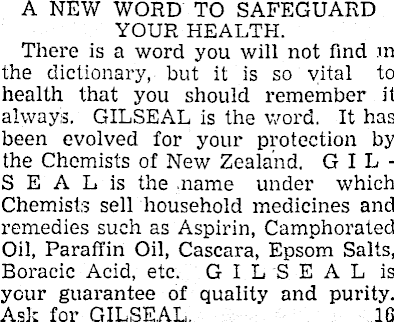 A NEW WORD TO SAFEGUARD
YOUR HEALTH.
There is a word you will not find in
the dictionary, but it is so vital to
health that you should remember it
always. GILSEAL is the word. It has
been evolved for your protection by
the Chemists of New Zealand. G I L -
S E A L is the name under which
Chemists sell household medicines and
remedies such as Aspirin, Camphorated
Oil, Paraffin Oil, Cascara, Epsom Salts,
Boracic Acid, etc. G I L S E A L is
your guarantee of quality and purity.
Ask for GILSEAL. 16